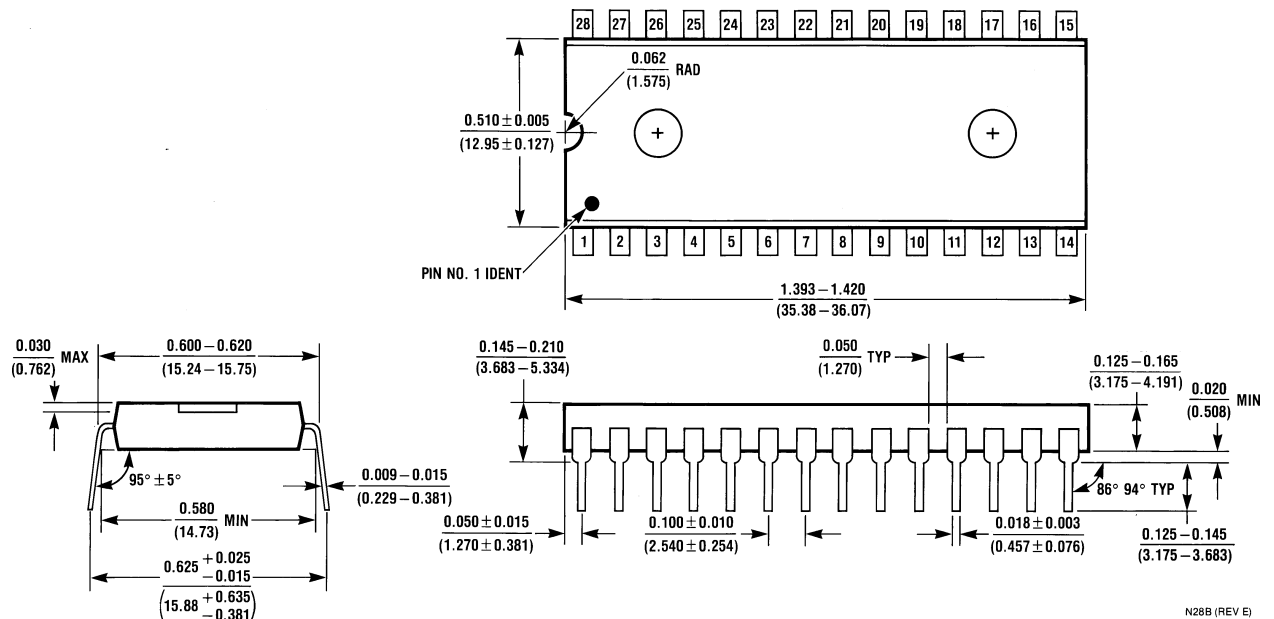 28 27 26 25 24 23 22 21 20 19 18 17 16 15
0.062
(1.575)
RAD
0.510 ± 0.005
(12.95 ± 0.127)
1 2 3 4 5 6 7 8 9 10 11 12 13 14
PIN NO. 1 IDENT
1.393 – 1.420
(35.38 – 36.07)
0.030
(0.762)
MAX
0.600 – 0.620
(15.24 – 15.75)
95° ± 5°
0.009 – 0.015
(0.229 – 0.381)
0.580
(14.73)
MIN
0.625 + 0.025
– 0.015
(15.88 + 0.635
– 0.381)
0.145 – 0.210
(3.683 – 5.334)
0.050
(1.270)
TYP
0.125 – 0.165
(3.175 – 4.191)
0.020
(0.508)
MIN
86° 94° TYP
0.050 ± 0.015
(1.270 ± 0.381)
0.100 ± 0.010
(2.540 ± 0.254)
0.018 ± 0.003
(0.457 ± 0.076)
0.125 – 0.145
(3.175 – 3.683)
N28B (REV E)